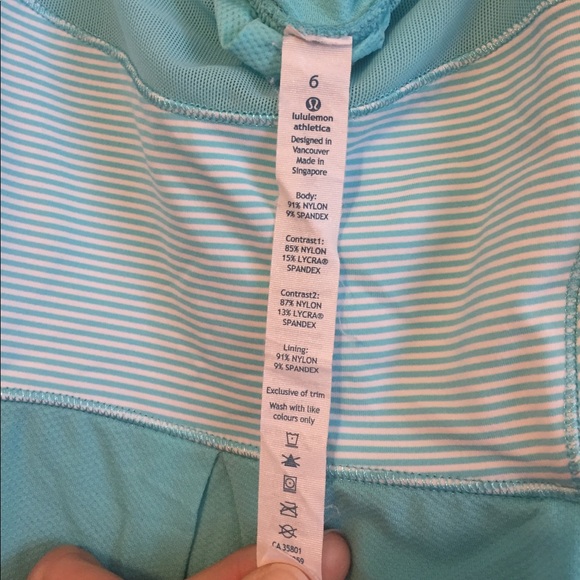 6
lululemon
athletica
Designed in
Vancouver
Made in
Singapore
Body:
91% NYLON
9% SPANDEX
Contrast1:
85% NYLON
15% LYCRA®
SPANDEX
Contrast2:
87% NYLON
13% LYCRA®
SPANDEX
Lining:
91% NYLON
9% SPANDEX
Exclusive of trim
Wash with like
colours only
CA 35801